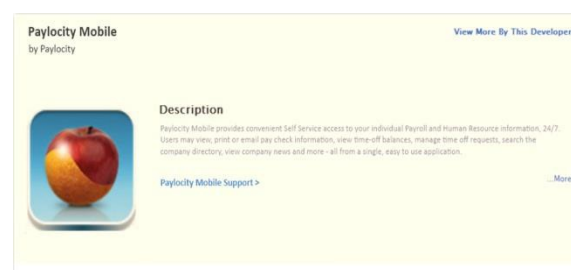 Paylocity Mobile
View More By This Developer
by Paylocity
Description
Paylocity Mobile provides convenient Self Service access to your individual Payroll and Human Resource information, 24/7.
Users may view, print or email pay check information, view time-off balances, manage time off requests, search the
company directory, view company news and more - all from a single, easy to use application.
Paylocity Mobile Support >
...More